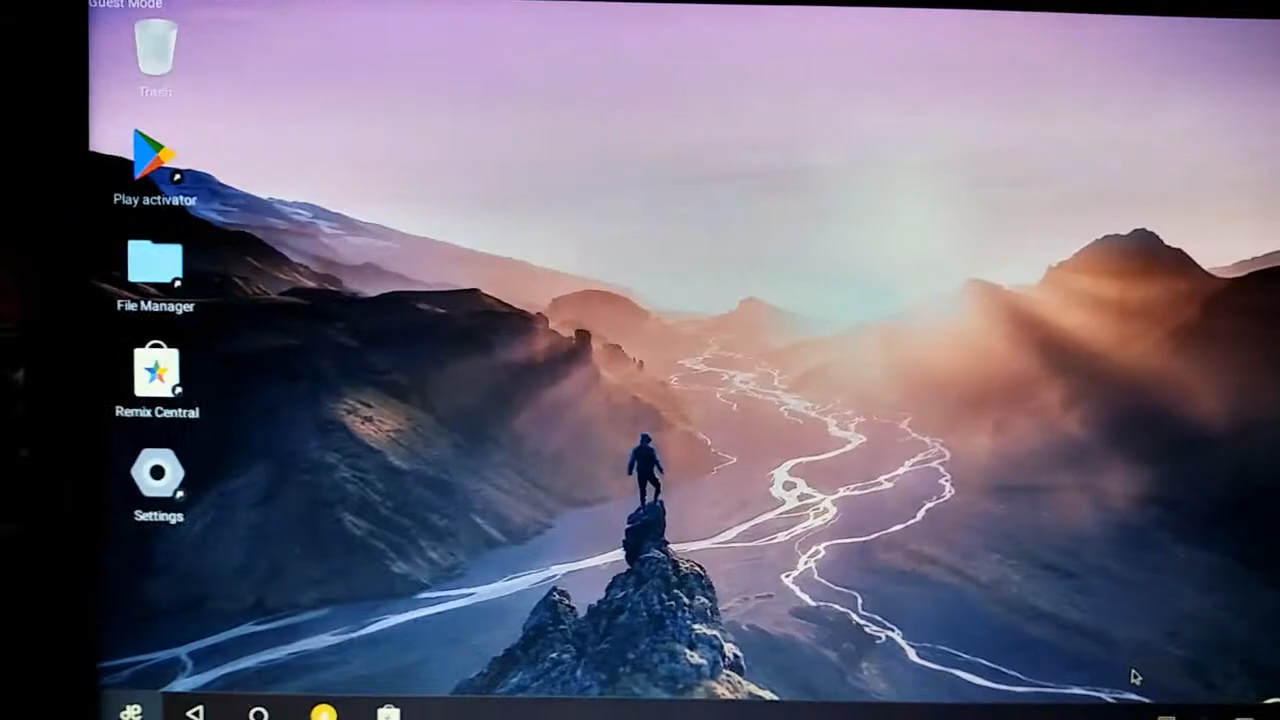 Guest Mode
Trash
Play activator
File Manager
Remix Central
Settings